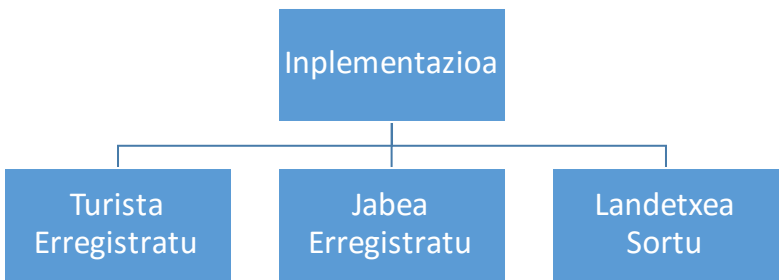 Inplementazioa
Turista
Erregistratu
Jabea
Erregistratu
Landetxea
Sortu